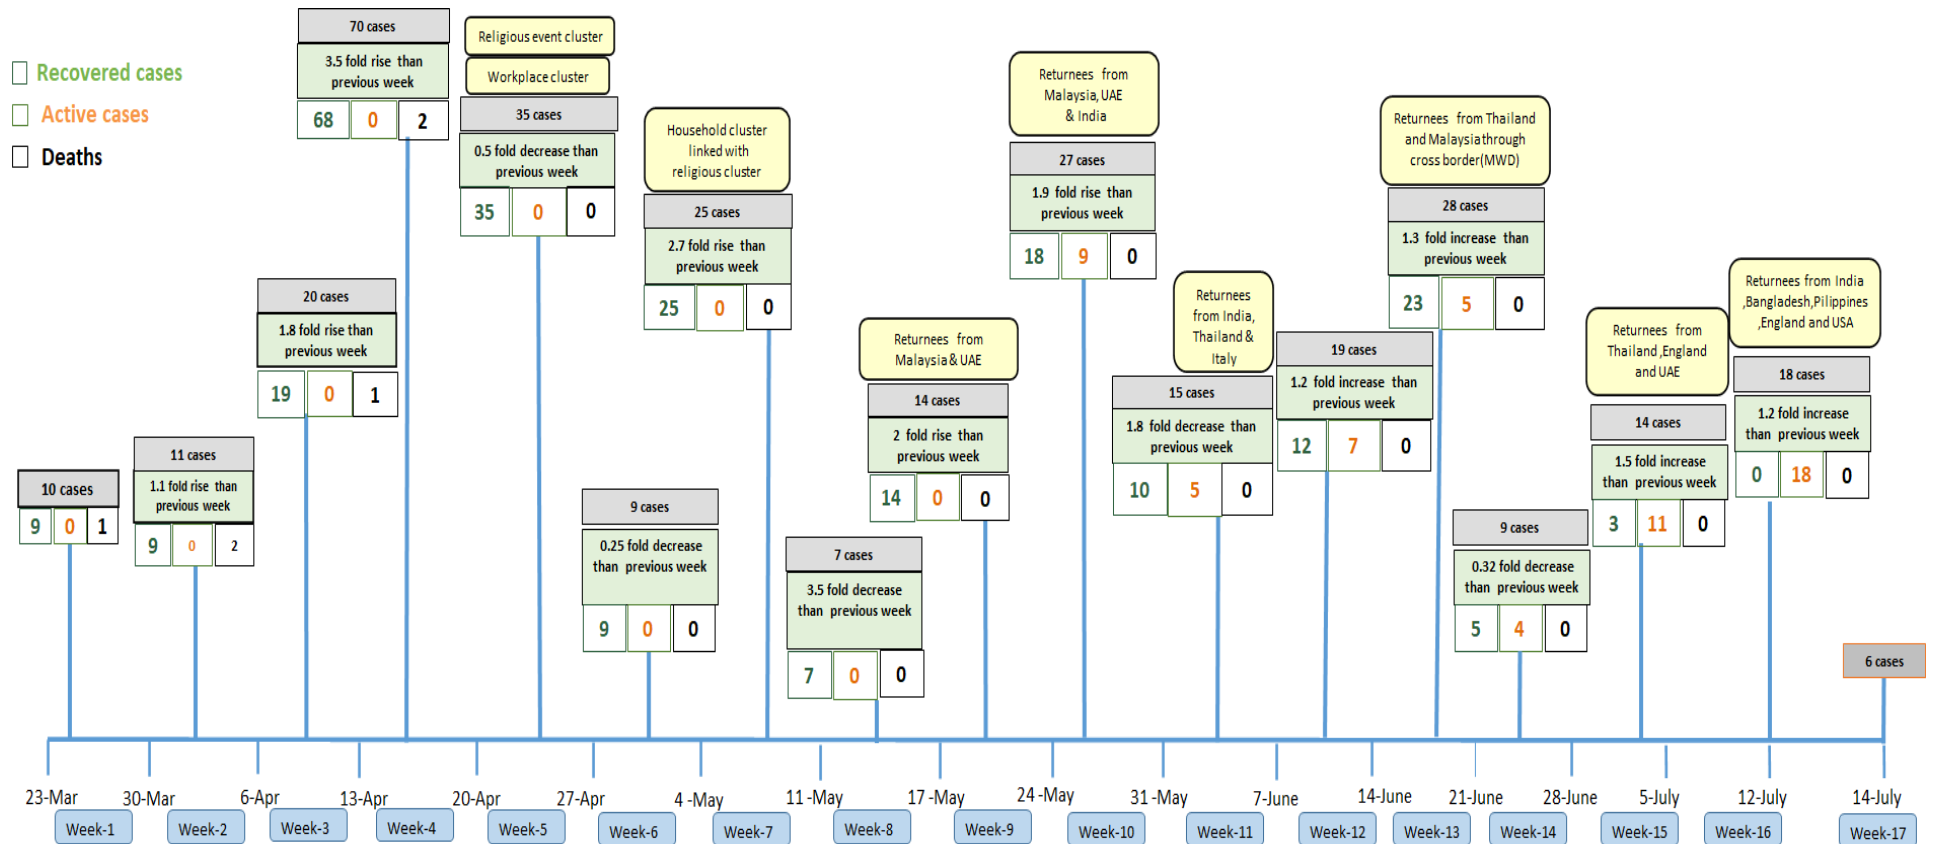 Recovered cases
Active cases
Deaths
10 cases
9 0 1
11 cases
1.1 fold rise than
previous week
9 0 2
20 cases
1.8 fold rise than
previous week
19 0 1
70 cases
3.5 fold rise than
previous week
68 0 2
Religious event cluster
Workplace cluster
35 cases
0.5 fold decrease than
previous week
35 0 0
9 cases
0.25 fold decrease
than previous week
9 0 0
Household cluster
linked with
religious cluster
25 cases
2.7 fold rise than
previous week
25 0 0
7 cases
3.5 fold decrease
than previous week
7 0 0
Returnees from
Malaysia & UAE
14 cases
2 fold rise than
previous week
14 0 0
Returnees from
Malaysia, UAE
& India
27 cases
1.9 fold rise than
previous week
18 9 0
Returnees
from India,
Thailand &
Italy
15 cases
1.8 fold decrease than
previous week
10 5 0
19 cases
1.2 fold increase than
previous week
12 7 0
Returnees from Thailand
and Malaysia through
cross border(MWD)
28 cases
1.3 fold increase than
previous week
23 5 0
9 cases
0.32 fold decrease
than previous week
5 4 0
Returnees from
Thailand ,England
and UAE
14 cases
1.5 fold increase
than previous week
3 11 0
Returnees from India
,Bangladesh,Pilippines
,England and USA
18 cases
1.2 fold increase
than previous week
0 18 0
6 cases
23-Mar 30-Mar 6-Apr 13-Apr 20-Apr 27-Apr 4 -May 11 -May 17 -May 24 -May 31 -May 7-June 14-June 21-June 28-June 5-July 12-July 14-July
Week-1 Week-2 Week-3 Week-4 Week-5 Week-6 Week-7 Week-8 Week-9 Week-10 Week-11 Week-12 Week-13 Week-14 Week-15 Week-16 Week-17